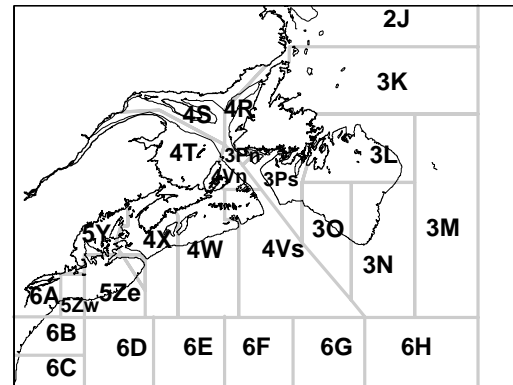 2J
3K
4S 4R
4T 3Pn 3L
4Vn 3Ps
5Y 4X 4W 4Vs 3O 3M
3N
6A 5Zw 5Ze
6B 6D 6E 6F 6G 6H
6C